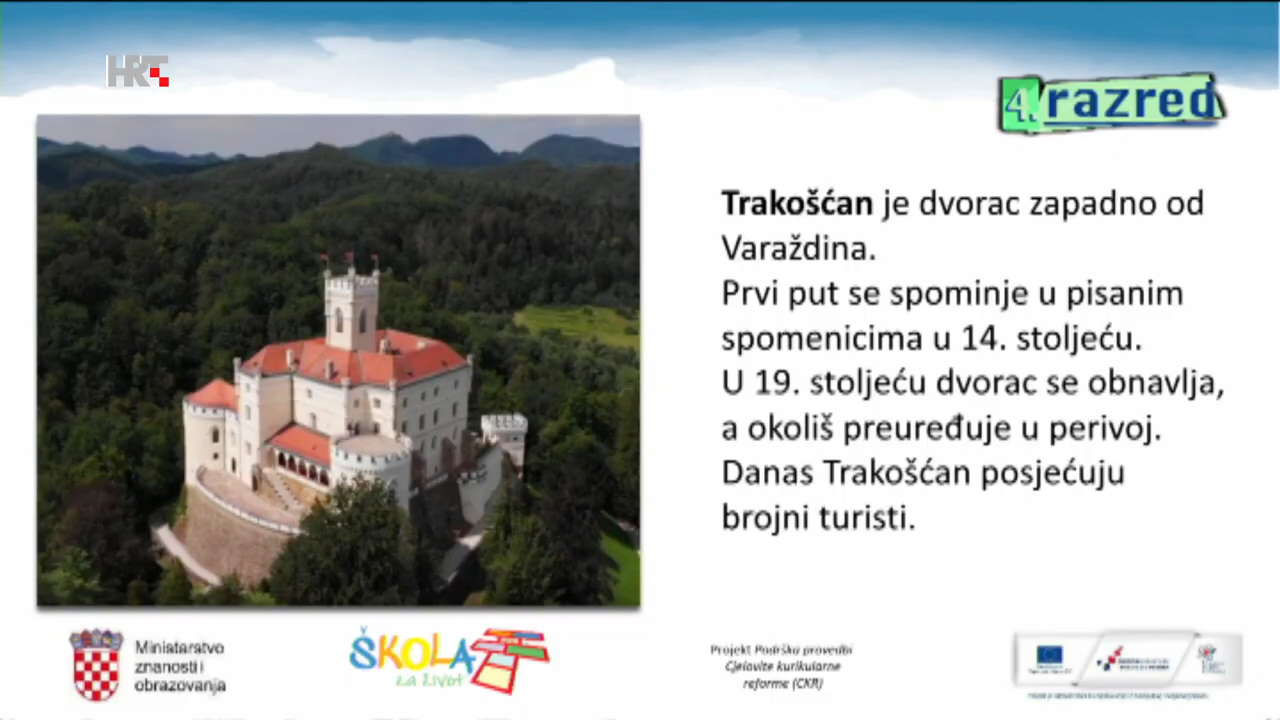 HRT
4. razred
Trakošćan je dvorac zapadno od
Varaždina.
Prvi put se spominje u pisanim
spomenicima u 14. stoljeću.
U 19. stoljeću dvorac se obnavlja,
a okoliš preuređuje u perivoj.
Danas Trakošćan posjećuju
brojni turisti.
Ministarstvo
znanosti i
obrazovanja
ŠKOLA
ZA ŽIVOT
Projekt Podrška provedbi
Cjelovite kurikularne
reforme (CKR)